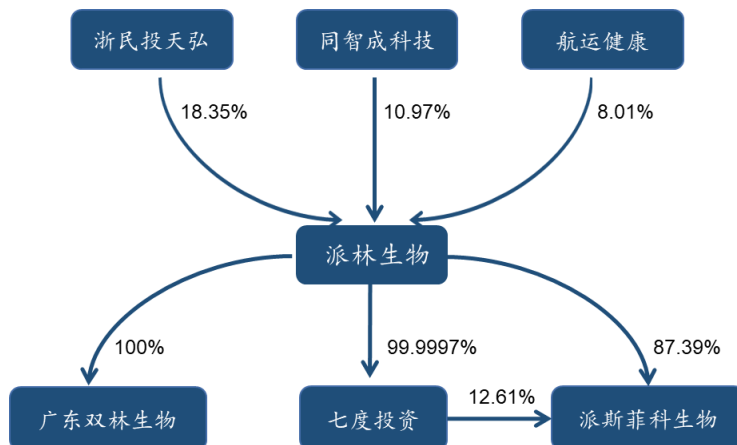 浙民投天弘
同智成科技
航运健康
18.35%
10.97%
8.01%
派林生物
100%
99.9997%
87.39%
广东双林生物
七度投资
12.61%
派斯菲科生物